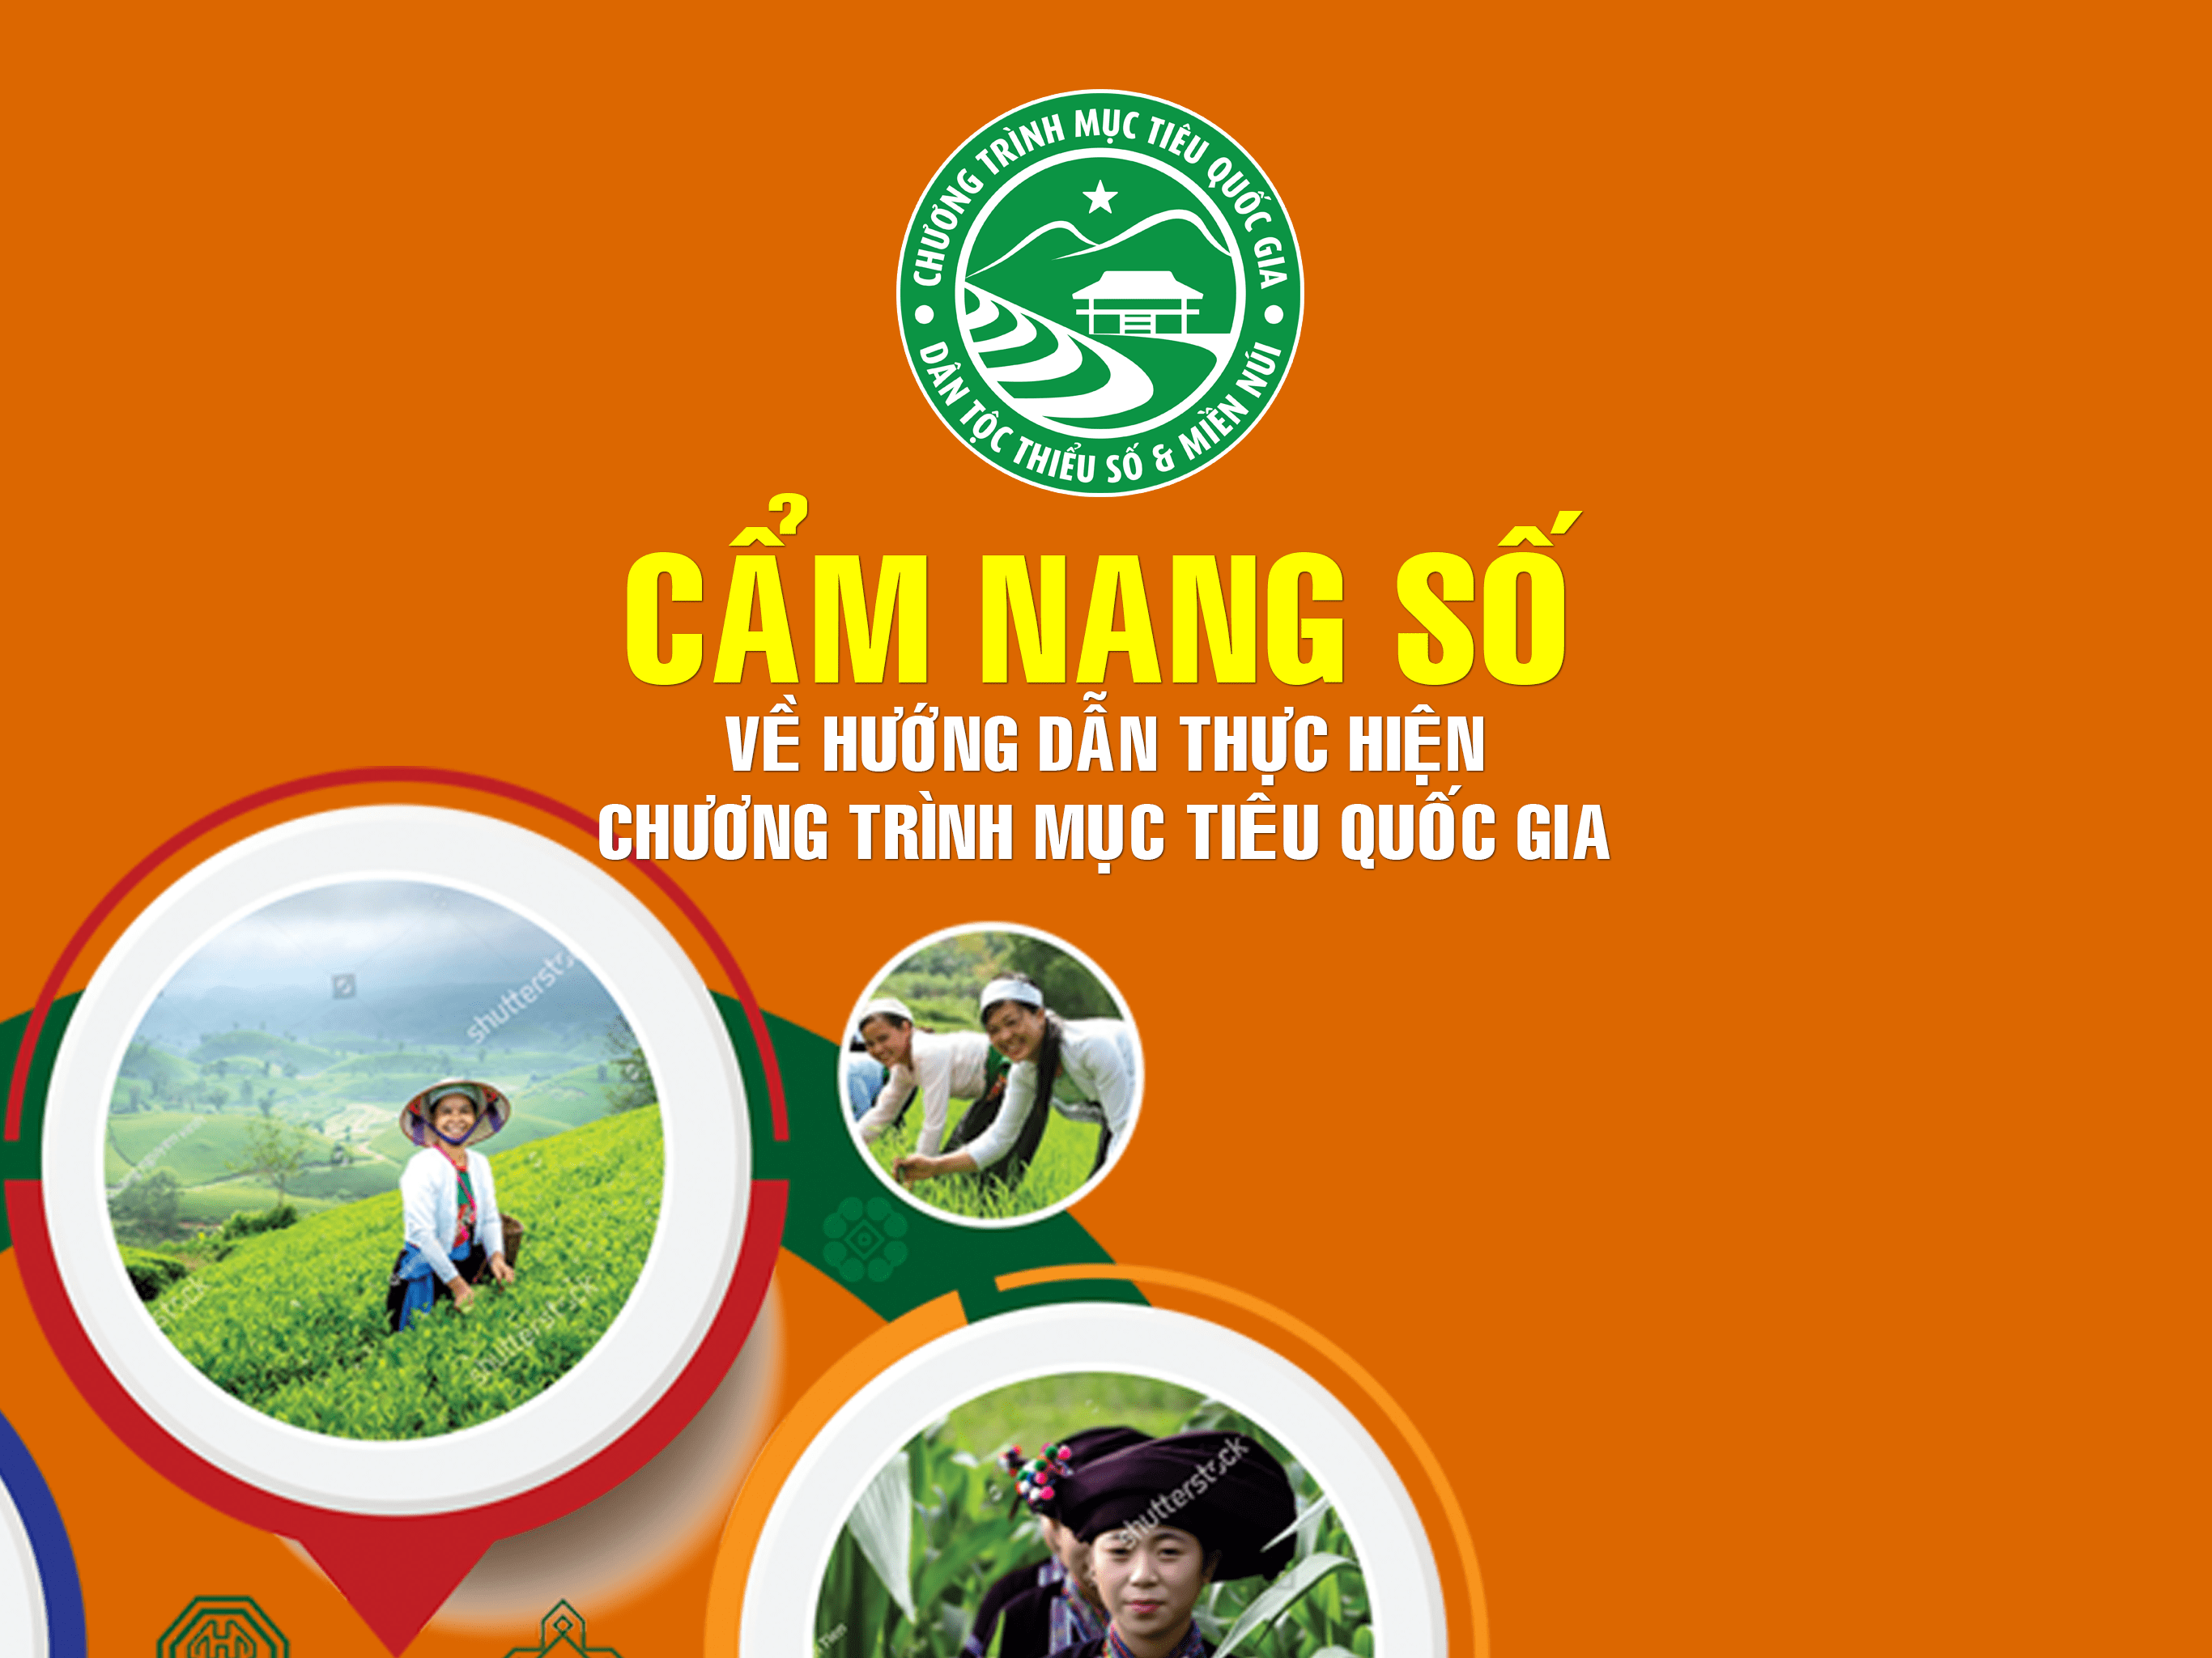 CHƯƠNG TRÌNH MỤC TIÊU QUỐC GIA
DÂN TỘC THIỂU SỐ & MIỀN NÚI
CẨM NANG SỐ
VỀ HƯỚNG DẪN THỰC HIỆN
CHƯƠNG TRÌNH MỤC TIÊU QUỐC GIA
shutterstock
shutterstock
shutterstock
Tien